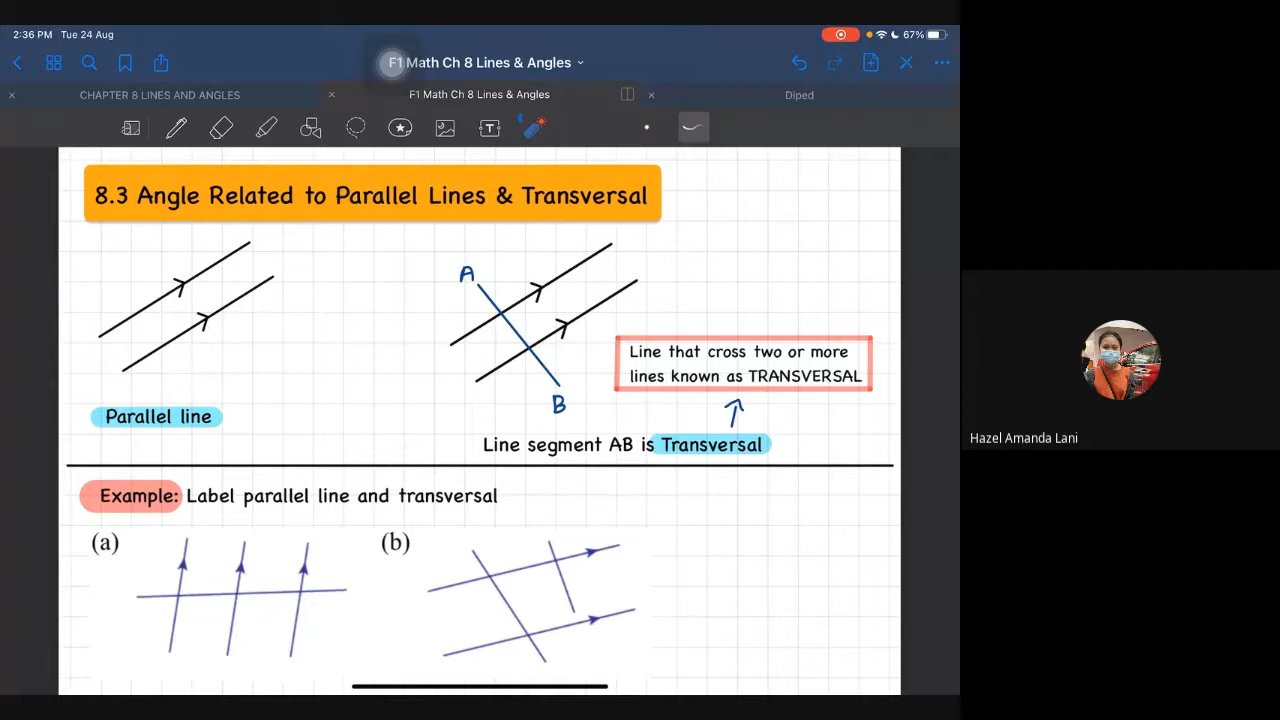 2:36 PM Tue 24 Aug
67%
F1 Math Ch 8 Lines & Angles
CHAPTER 8 LINES AND ANGLES
F1 Math Ch 8 Lines & Angles
Diped
8.3 Angle Related to Parallel Lines & Transversal
A
B
Line that cross two or more
lines known as TRANSVERSAL
Parallel line
Line segment AB is Transversal
Example: Label parallel line and transversal
(a)
(b)
Hazel Amanda Lani